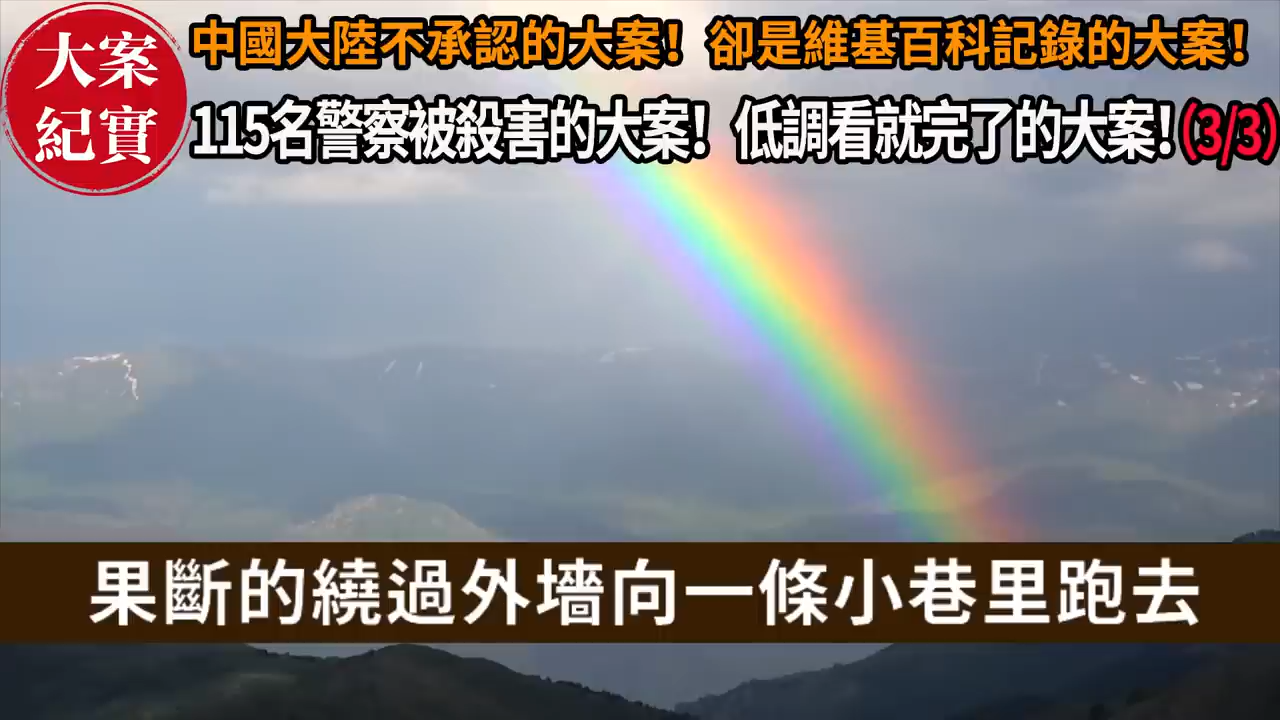 大案
紀實
中國大陸不承認的大案！卻是維基百科記錄的大案！
115名警察被殺害的大案！低調看就完了的大案！(3/3)
果斷的繞過外墻向一條小巷里跑去